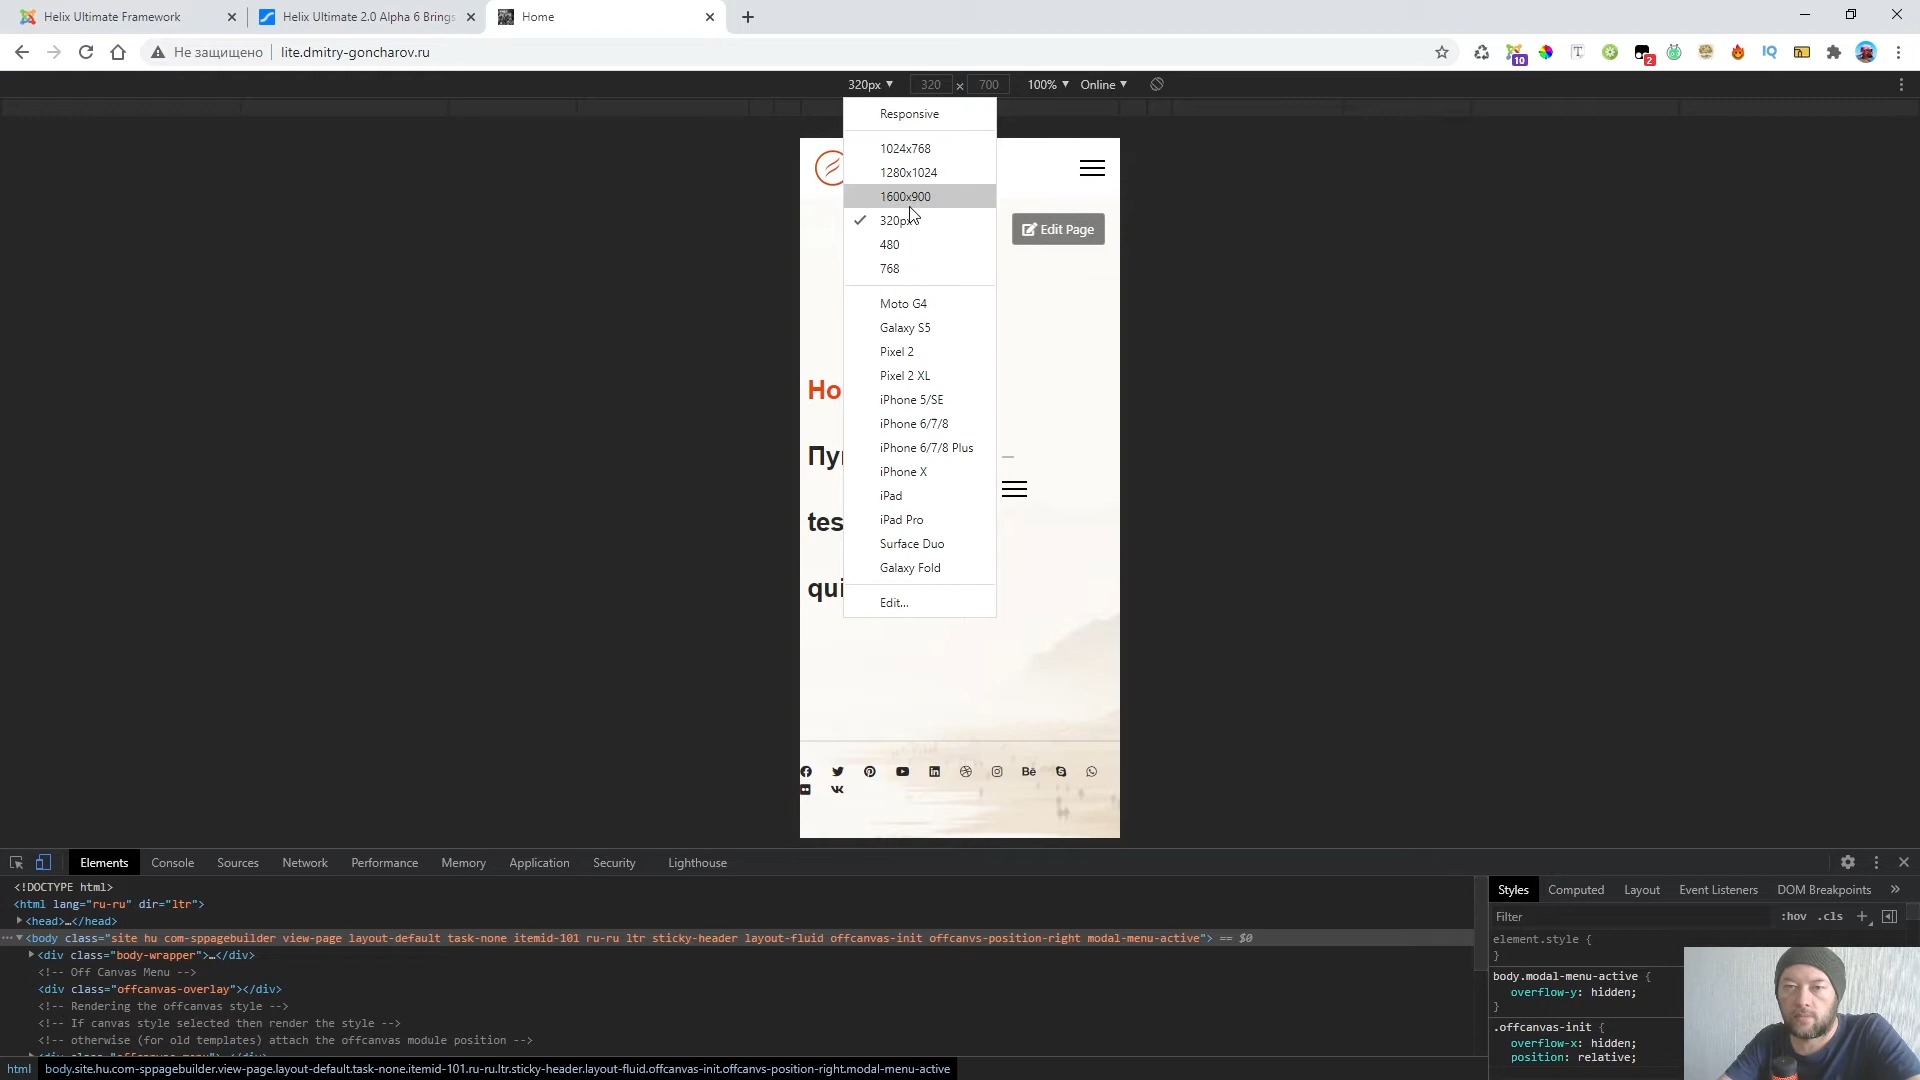 Helix Ultimate Framework
Helix Ultimate 2.0 Alpha 6 Brings
Home
Не защищено
lite.dmitry-goncharov.ru
10
T
2
IQ
320px
320 × 700
100%
Online
Responsive
1024x768
1280x1024
1600x900
320px
480
768
Moto G4
Galaxy S5
Pixel 2
Pixel 2 XL
iPhone 5/SE
iPhone 6/7/8
iPhone 6/7/8 Plus
iPhone X
iPad
iPad Pro
Surface Duo
Galaxy Fold
Edit...
Edit Page
Ho
Пу
tes
qui
Elements
Console
Sources
Network
Performance
Memory
Application
Security
Lighthouse
<!DOCTYPE html>
<html lang="ru-ru" dir="ltr">
<head>…</head>
<body class="site hu com-sppagebuilder view-page layout-default task-none itemid-101 ru-ru ltr sticky-header layout-fluid offcanvas-init offcanvs-position-right modal-menu-active"> == $0
<div class="body-wrapper">…</div>
<!-- Off Canvas Menu -->
<div class="offcanvas-overlay"></div>
<!-- Rendering the offcanvas style -->
<!-- If canvas style selected then render the style -->
<!-- otherwise (for old templates) attach the offcanvas module position -->
html
body.site.hu.com-sppagebuilder.view-page.layout-default.task-none.itemid-101.ru-ru.ltr.sticky-header.layout-fluid.offcanvas-init.offcanvs-position-right.modal-menu-active
Styles
Computed
Layout
Event Listeners
DOM Breakpoints
Filter
:hov .cls
element.style {
}
body.modal-menu-active {
overflow-y: hidden;
}
.offcanvas-init {
overflow-x: hidden;
position: relative;